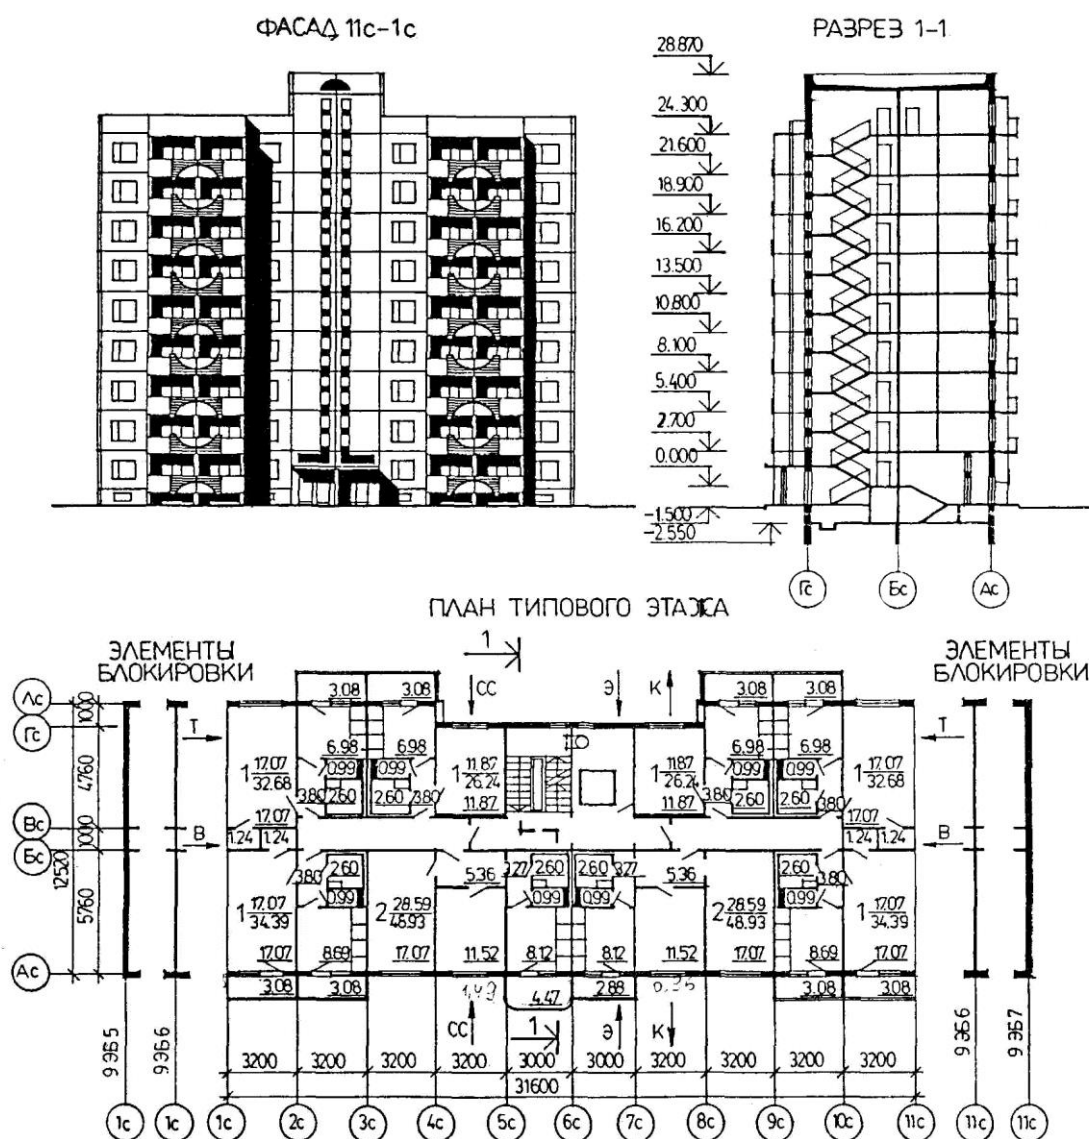 ФАСАД 11с-1с
РАЗРЕЗ 1-1
28.870
24.300
21.600
18.900
16.200
13.500
10.800
8.100
5.400
2.700
0.000
-1.500
-2.550
Гс Бс Ас
ПЛАН ТИПОВОГО ЭТАЖА
ЭЛЕМЕНТЫ
БЛОКИРОВКИ
ЭЛЕМЕНТЫ
БЛОКИРОВКИ
1
СС Э К
3.08 3.08 3.08 3.08
Лс
Гс
Вс
Бс
Ас
1000
4760
1000
5760
12520
Т Т
В В
6.98 6.98 6.98 6.98
0.99 0.99 0.99 0.99
1 17.07 32.68
1 11.87 26.24
1 11.87 26.24
1 17.07 32.68
3.80 2.60 2.60 3.80 11.87 11.87 3.80 2.60 2.60 3.80
17.07 17.07
1.24 1.24 1.24 1.24
3.80 2.60 5.36 3.27 2.60 2.60 3.27 5.36 2.60 3.80
0.99 0.99 0.99 0.99
1 17.07 34.39
2 28.59 48.93
2 28.59 48.93
1 17.07 34.39
17.07 8.69 17.07 11.52 8.12 8.12 11.52 17.07 8.69 17.07
3.08 3.08 4.47 2.88 3.08 3.08
СС 1 Э К
9ЭБ5 9ЭБ6 9ЭБ6 9ЭБ7
3200 3200 3200 3200 3000 3000 3200 3200 3200 3200
31600
1с 1с 1с 2с 3с 4с 5с 6с 7с 8с 9с 10с 11с 11с 11с